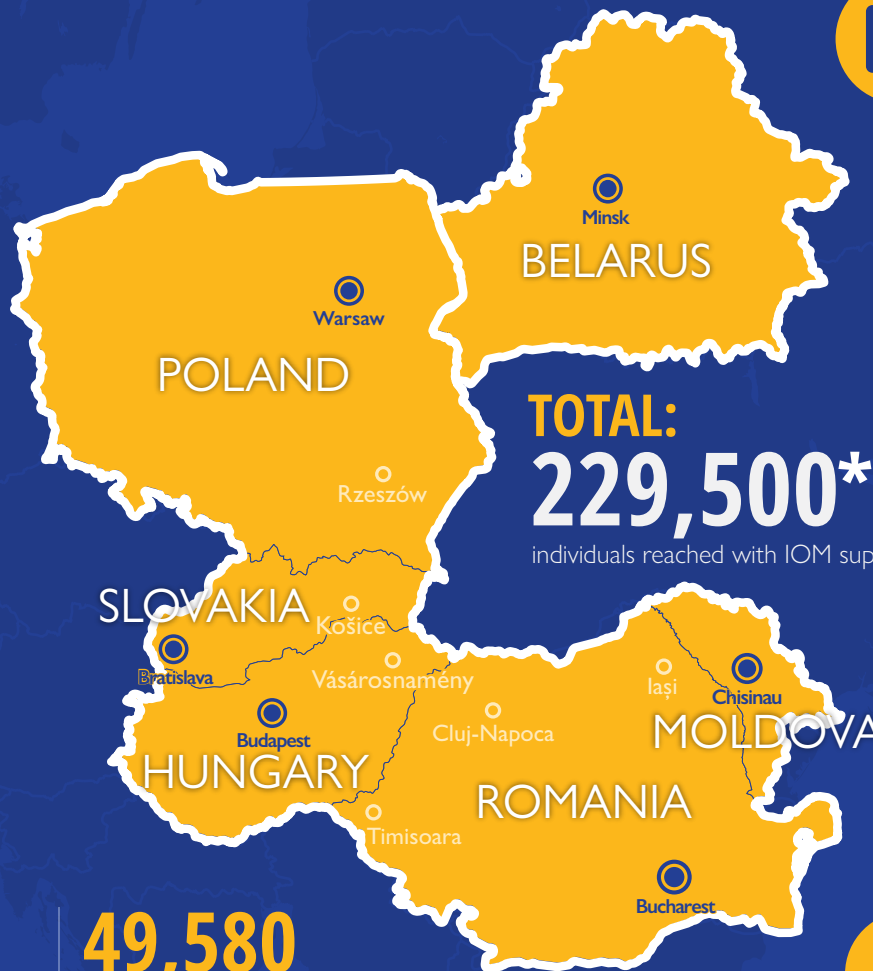 Minsk
BELARUS
Warsaw
POLAND
TOTAL:
229,500*
Rzeszów
individuals reached with IOM
SLOVAKIA
Košice
Bratislava
Vásárosnamény
Iași
Chisinau
Budapest
Cluj-Napoca
MOLDOVA
HUNGARY
ROMANIA
Timisoara
Bucharest
49,580